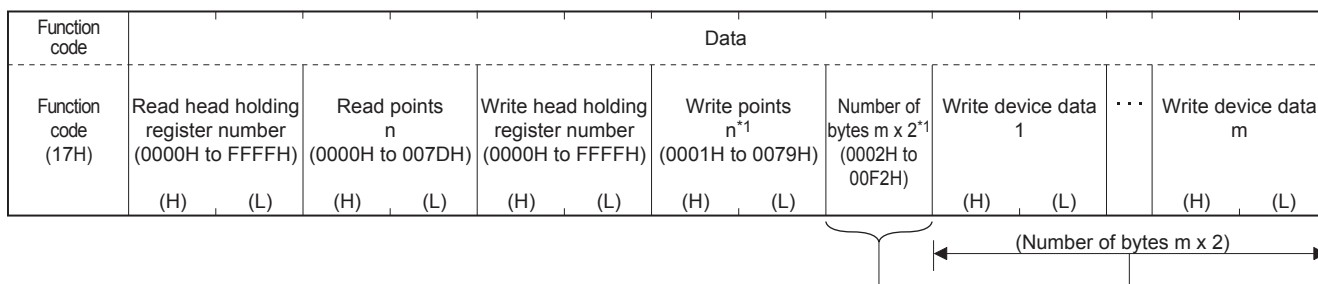 Function
code
Data
Function
code
(17H)
Read head holding
register number
(0000H to FFFFH)
(H) (L)
Read points
n
(0000H to 007DH)
(H) (L)
Write head holding
register number
(0000H to FFFFH)
(H) (L)
Write points
n*1
(0001H to 0079H)
(H) (L)
Number of
bytes m x 2*1
(0002H to
00F2H)
Write device data
1
(H) (L)
···
Write device data
m
(H) (L)
(Number of bytes m x 2)